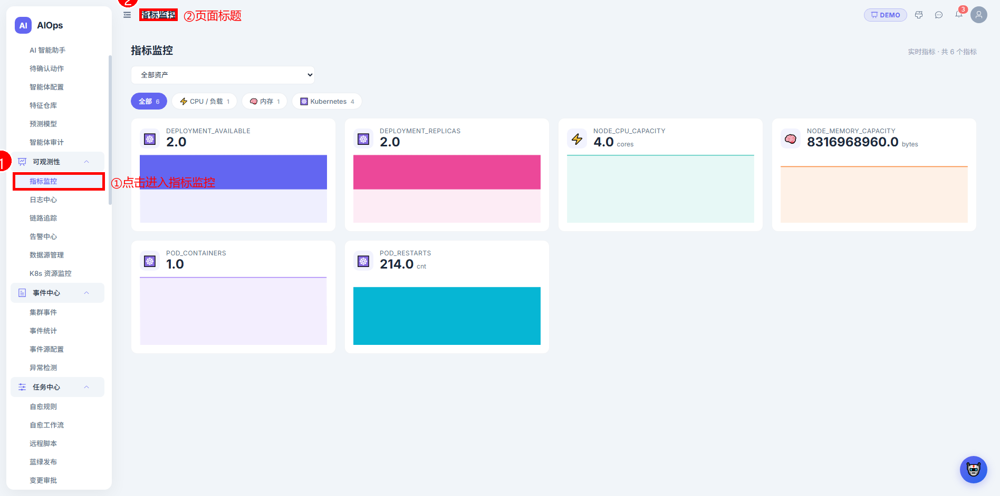 AI AIOps
AI 智能助手
待确认动作
智能体配置
特征仓库
预测模型
智能体审计
1
可观测性
指标监控
①点击进入指标监控
日志中心
链路追踪
告警中心
数据源管理
K8s 资源监控
事件中心
集群事件
事件统计
事件源配置
异常检测
任务中心
自愈规则
自愈工作流
远程脚本
蓝绿发布
变更审批
2
指标监控
②页面标题
DEMO
3
指标监控
实时指标 · 共 6 个指标
全部资产
全部 6
CPU / 负载 1
内存 1
Kubernetes 4
DEPLOYMENT_AVAILABLE
2.0
DEPLOYMENT_REPLICAS
2.0
NODE_CPU_CAPACITY
4.0 cores
NODE_MEMORY_CAPACITY
8316968960.0 bytes
POD_CONTAINERS
1.0
POD_RESTARTS
214.0 cnt